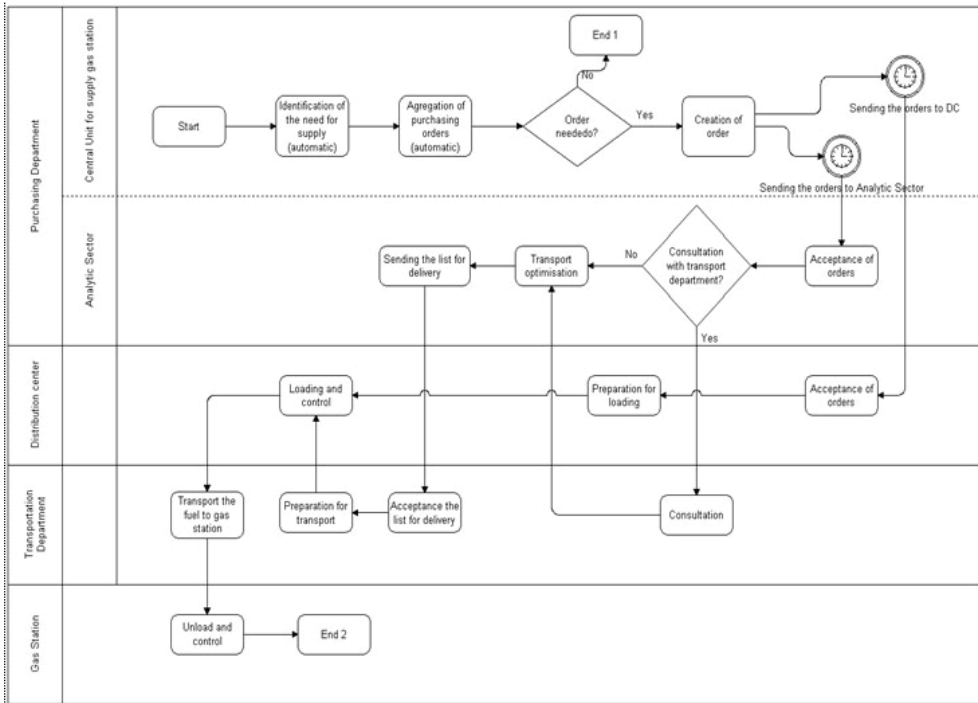 Purchasing Department
Central Unit for supply gas station
Start
Identification of
the need for
supply
(automatic)
Agregation of
purchasing
orders
(automatic)
Order
neededo?
No
End 1
Yes
Creation of
order
Sending the orders to DC
Sending the orders to Analytic Sector
Analytic Sector
Sending the list for
delivery
Transport
optimisation
No
Consultation
with transport
department?
Yes
Acceptance of
orders
Distribution center
Loading and
control
Preparation for
loading
Acceptance of
orders
Transportation
Department
Transport the
fuel to gas
station
Preparation for
transport
Acceptance the
list for delivery
Consultation
Gas Station
Unload and
control
End 2